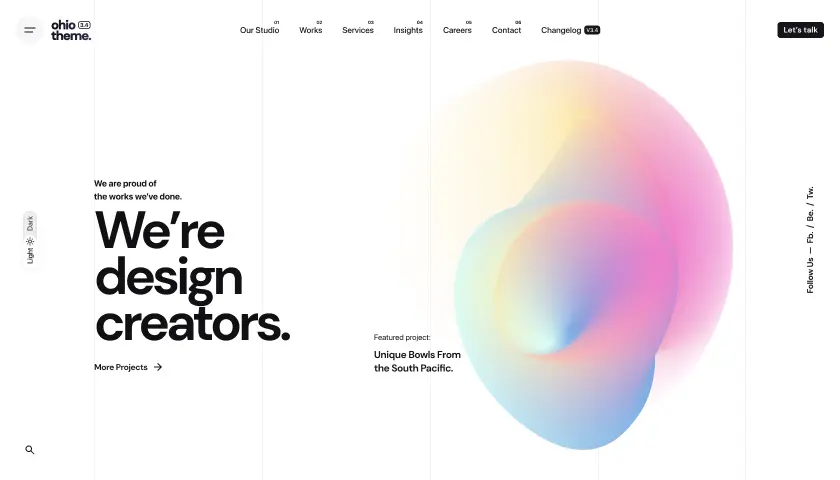 ohio 3.4
theme.
01 02 03 04 05 06
Our Studio Works Services Insights Careers Contact Changelog V3.4
Let's talk
We are proud of
the works we've done.
We're
design
creators.
More Projects
Featured project:
Unique Bowls From
the South Pacific.
Light Dark
Follow Us — Fb. / Be. / Tw.